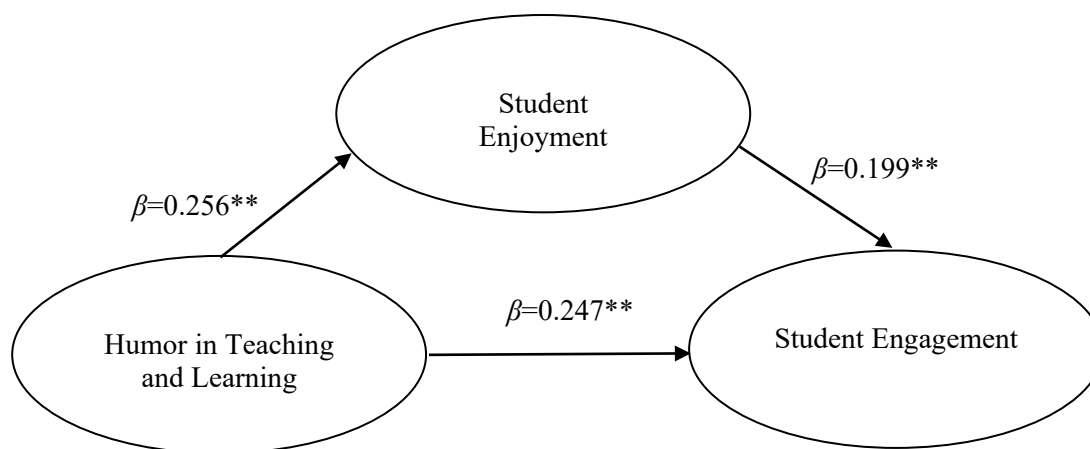 Student
Enjoyment
β=0.256**
β=0.199**
β=0.247**
Humor in Teaching
and Learning
Student Engagement